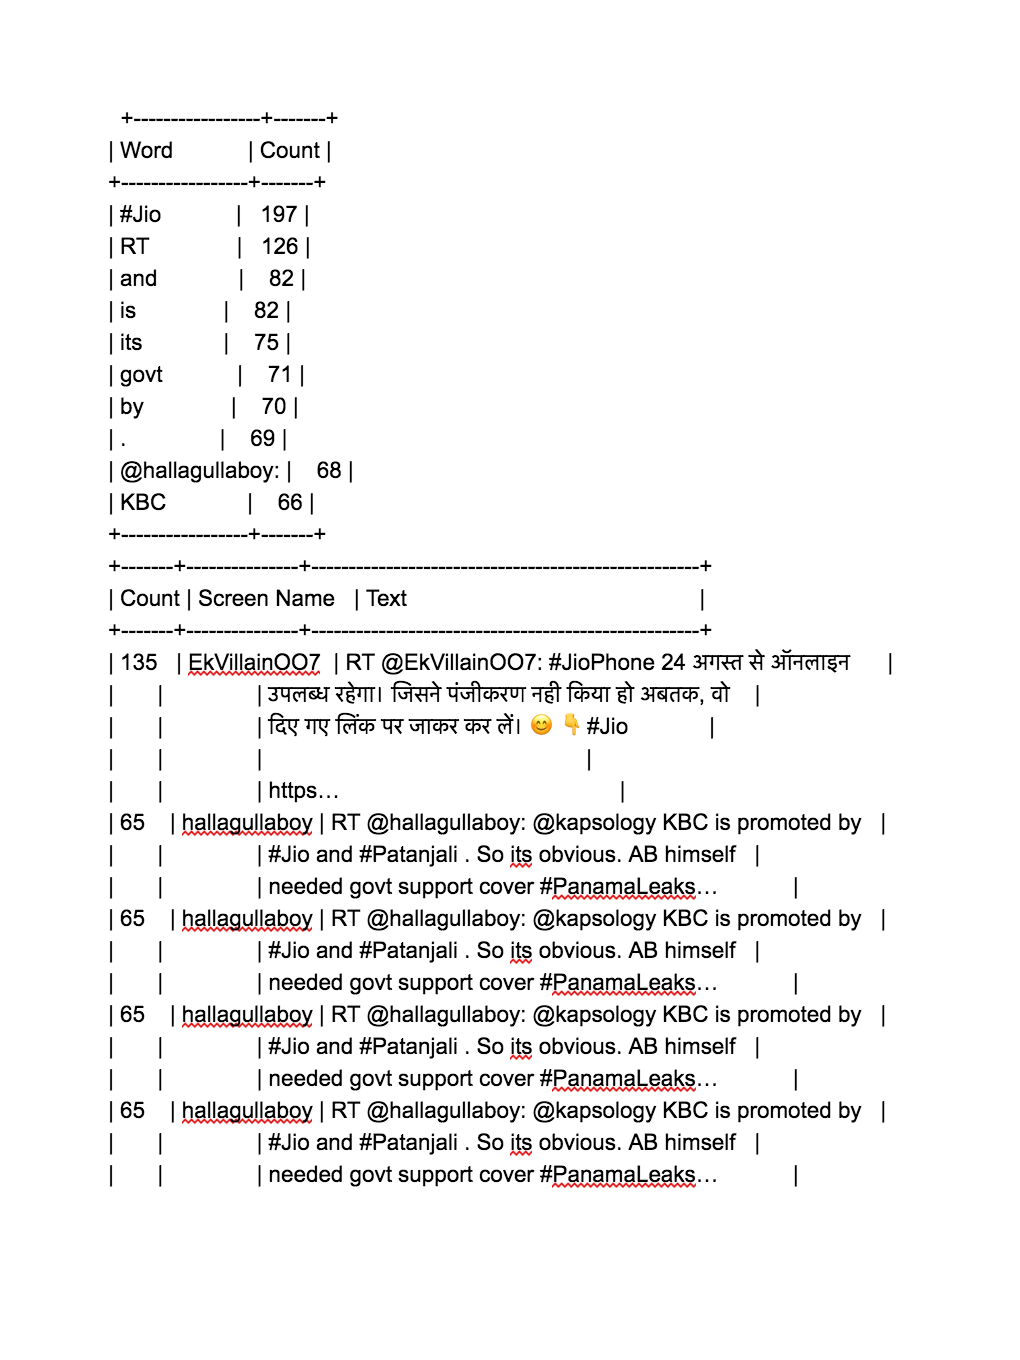 +-----------------+-------+
| Word | Count |
+-----------------+-------+
| #Jio | 197 |
| RT | 126 |
| and | 82 |
| is | 82 |
| its | 75 |
| govt | 71 |
| by | 70 |
| . | 69 |
| @hallagullaboy: | 68 |
| KBC | 66 |
+-----------------+-------+
+-------+---------------+----------------------------------------------------+
| Count | Screen Name | Text |
+-------+---------------+----------------------------------------------------+
| 135 | EkVillainOO7 | RT @EkVillainOO7: #JioPhone 24 अगस्त से ऑनलाइन |
| | | उपलब्ध रहेगा। जिसने पंजीकरण नही किया हो अबतक, वो |
| | | दिए गए लिंक पर जाकर कर लें। 😊 👇 #Jio |
| | | |
| | | https… |
| 65 | hallagullaboy | RT @hallagullaboy: @kapsology KBC is promoted by |
| | | #Jio and #Patanjali . So its obvious. AB himself |
| | | needed govt support cover #PanamaLeaks… |
| 65 | hallagullaboy | RT @hallagullaboy: @kapsology KBC is promoted by |
| | | #Jio and #Patanjali . So its obvious. AB himself |
| | | needed govt support cover #PanamaLeaks… |
| 65 | hallagullaboy | RT @hallagullaboy: @kapsology KBC is promoted by |
| | | #Jio and #Patanjali . So its obvious. AB himself |
| | | needed govt support cover #PanamaLeaks… |
| 65 | hallagullaboy | RT @hallagullaboy: @kapsology KBC is promoted by |
| | | #Jio and #Patanjali . So its obvious. AB himself |
| | | needed govt support cover #PanamaLeaks… |